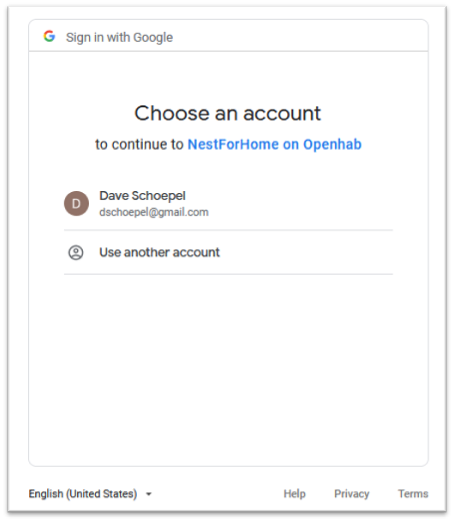 Sign in with Google
Choose an account
to continue to NestForHome on Openhab
D
Dave Schoepel
dschoepel@gmail.com
Use another account
English (United States)
Help Privacy Terms